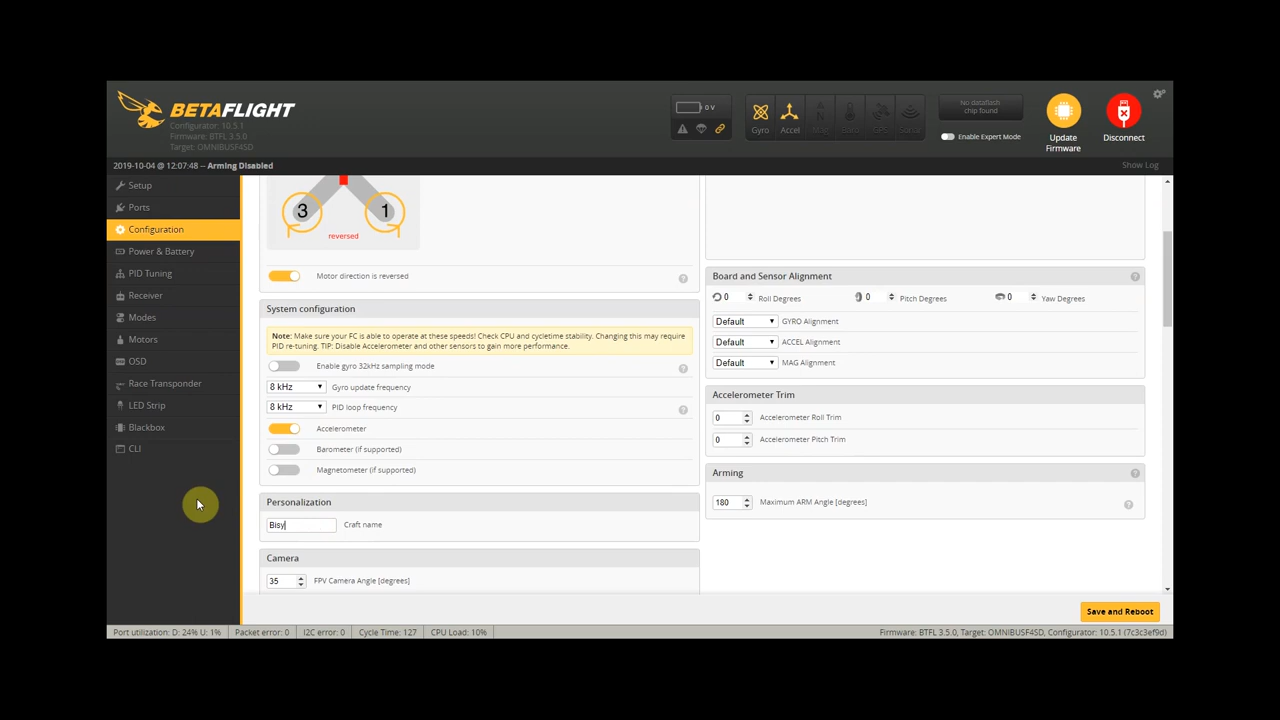 BETAFLIGHT
Configurator: 10.5.1
Firmware: BTFL 3.5.0
Target: OMNIBUSF4SD
0 V
Gyro
Accel
Mag
Baro
GPS
Sonar
No dataflash
chip found
Enable Expert Mode
Update
Firmware
Disconnect
2019-10-04 @ 12:07:48 -- Arming Disabled
Show Log
Setup
Ports
Configuration
Power & Battery
PID Tuning
Receiver
Modes
Motors
OSD
Race Transponder
LED Strip
Blackbox
CLI
3
1
reversed
Motor direction is reversed
System configuration
Note: Make sure your FC is able to operate at these speeds! Check CPU and cycletime stability. Changing this may require
PID re-tuning. TIP: Disable Accelerometer and other sensors to gain more performance.
Enable gyro 32kHz sampling mode
8 kHz
Gyro update frequency
8 kHz
PID loop frequency
Accelerometer
Barometer (if supported)
Magnetometer (if supported)
Personalization
Bisy
Craft name
Camera
35
FPV Camera Angle [degrees]
Board and Sensor Alignment
0
Roll Degrees
0
Pitch Degrees
0
Yaw Degrees
Default
GYRO Alignment
Default
ACCEL Alignment
Default
MAG Alignment
Accelerometer Trim
0
Accelerometer Roll Trim
0
Accelerometer Pitch Trim
Arming
180
Maximum ARM Angle [degrees]
Save and Reboot
Port utilization: D: 24% U: 1%
Packet error: 0
I2C error: 0
Cycle Time: 127
CPU Load: 10%
Firmware: BTFL 3.5.0, Target: OMNIBUSF4SD, Configurator: 10.5.1 (7c3c3ef9d)